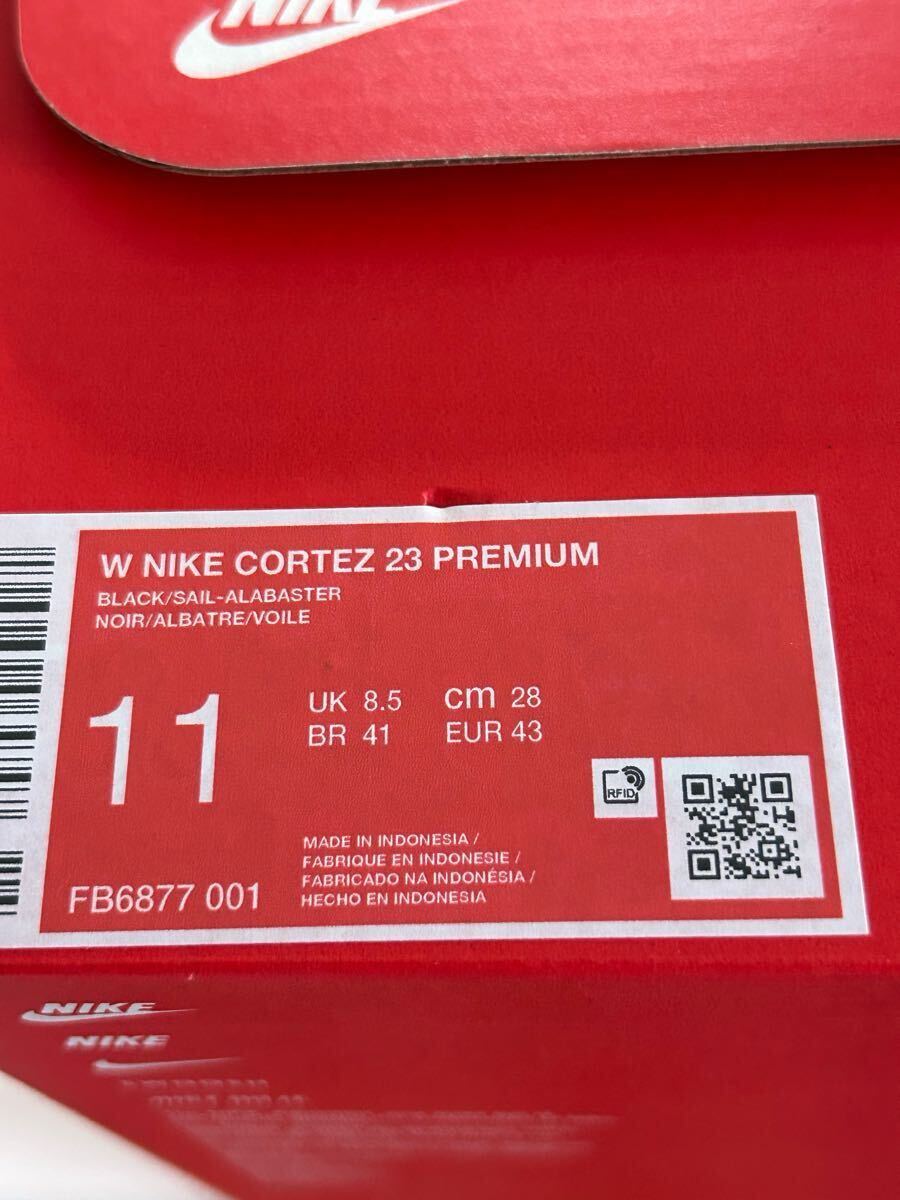 NIKE
W NIKE CORTEZ 23 PREMIUM
BLACK/SAIL-ALABASTER
NOIR/ALBATRE/VOILE
11
UK 8.5 cm 28
BR 41 EUR 43
RFID
MADE IN INDONESIA /
FABRIQUE EN INDONESIE /
FABRICADO NA INDONÉSIA /
HECHO EN INDONESIA
FB6877 001
NIKE
NIKE